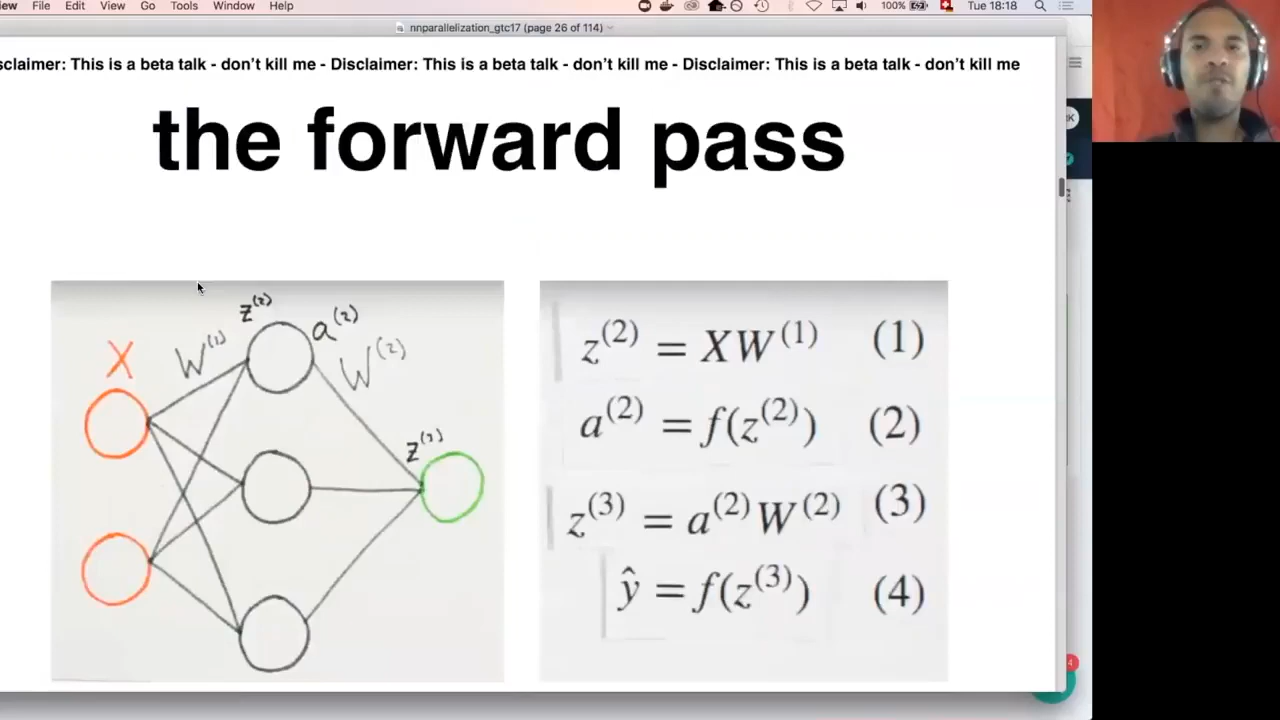 iew File Edit View Go Tools Window Help 100% Tue 18:18
nnparallelization_gtc17 (page 26 of 114)
sclaimer: This is a beta talk - don't kill me - Disclaimer: This is a beta talk - don't kill me - Disclaimer: This is a beta talk - don't kill me
the forward pass
X
W⁽¹⁾
z⁽²⁾
a⁽²⁾
W⁽²⁾
z⁽³⁾
z⁽²⁾ = XW⁽¹⁾ (1)
a⁽²⁾ = f(z⁽²⁾) (2)
z⁽³⁾ = a⁽²⁾W⁽²⁾ (3)
ŷ = f(z⁽³⁾) (4)
K
4